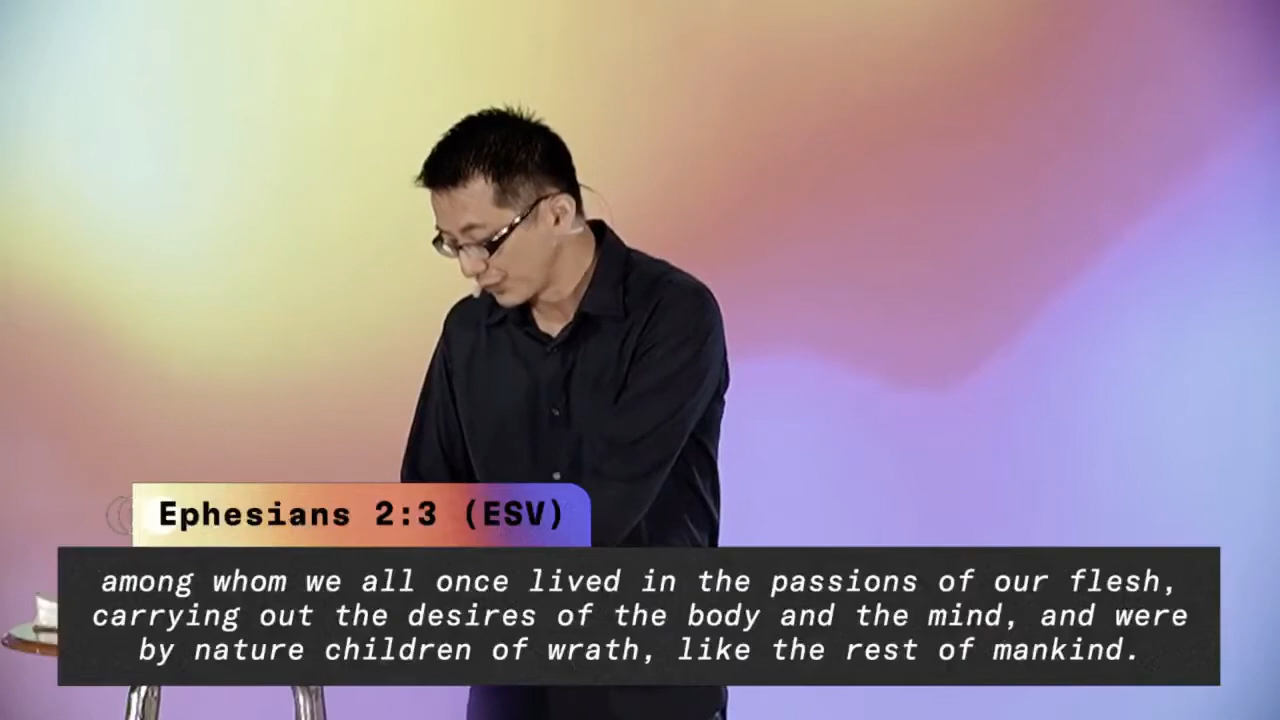 Ephesians 2:3 (ESV)
among whom we all once lived in the passions of our flesh,
carrying out the desires of the body and the mind, and were
by nature children of wrath, like the rest of mankind.